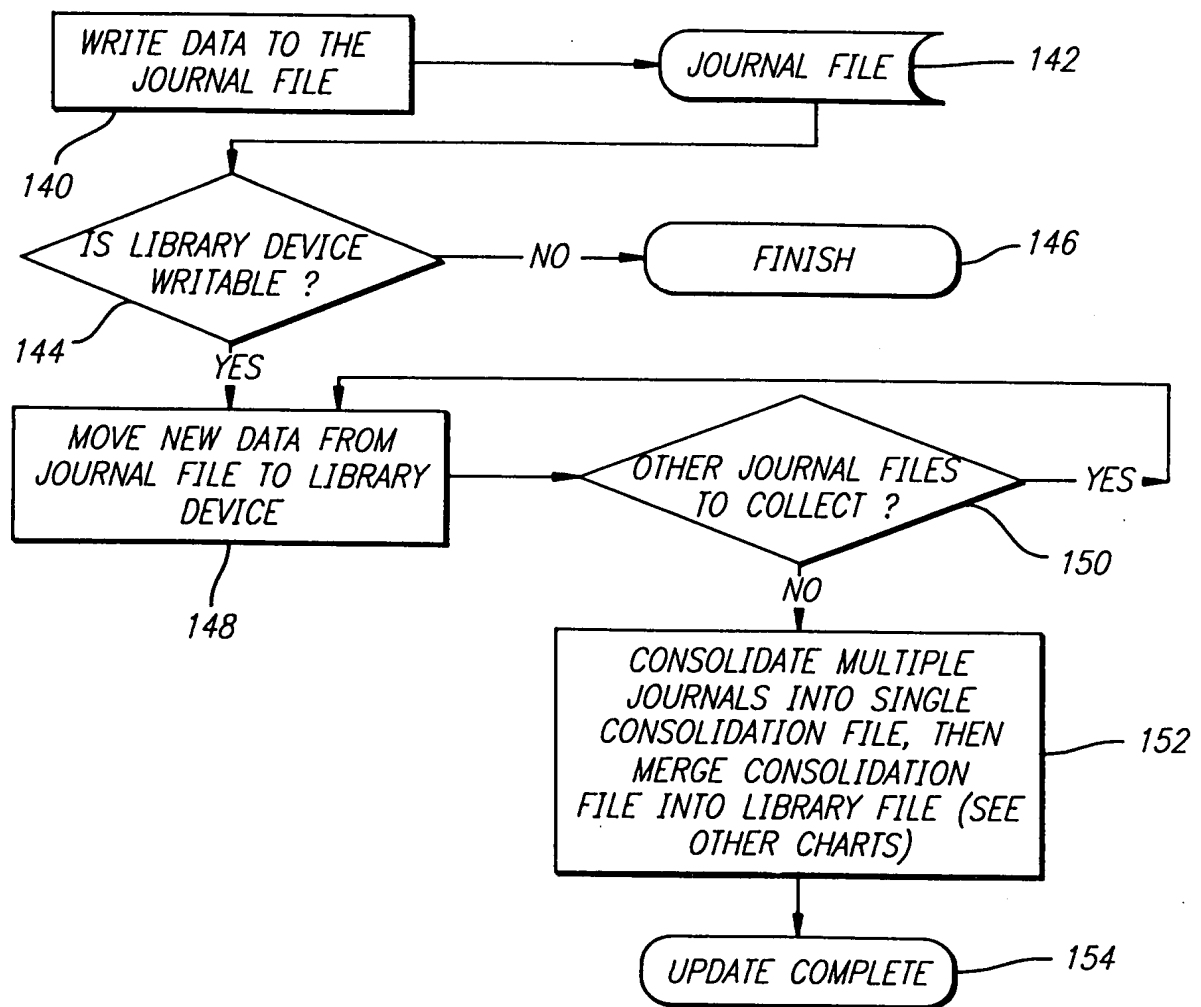 WRITE DATA TO THE
JOURNAL FILE
JOURNAL FILE
142
140
IS LIBRARY DEVICE
WRITABLE ?
NO
FINISH
146
144
YES
MOVE NEW DATA FROM
JOURNAL FILE TO LIBRARY
DEVICE
OTHER JOURNAL FILES
TO COLLECT ?
YES
150
148
NO
CONSOLIDATE MULTIPLE
JOURNALS INTO SINGLE
CONSOLIDATION FILE, THEN
MERGE CONSOLIDATION
FILE INTO LIBRARY FILE (SEE
OTHER CHARTS)
152
UPDATE COMPLETE
154